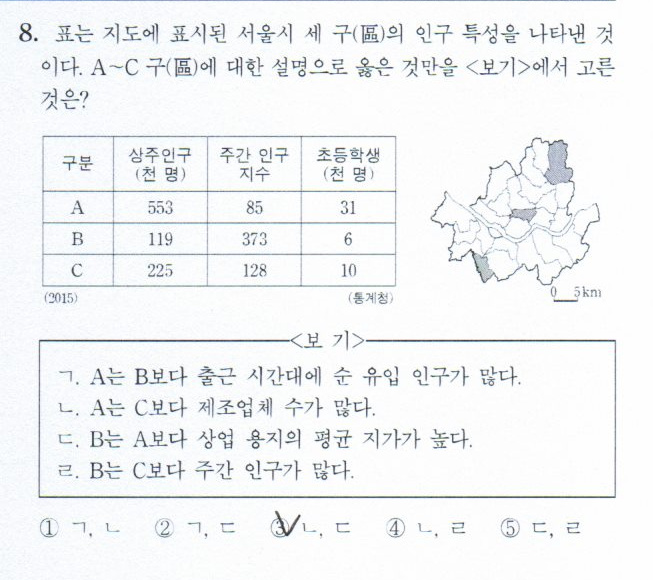 8. 표는 지도에 표시된 서울시 세 구(區)의 인구 특성을 나타낸 것
이다. A~C 구(區)에 대한 설명으로 옳은 것만을 <보기>에서 고른
것은?
구분 상주인구 (천 명) 주간 인구 지수 초등학생 (천 명)
A 553 85 31
B 119 373 6
C 225 128 10
(2015) (통계청)
0 5km
<보 기>
ㄱ. A는 B보다 출근 시간대에 순 유입 인구가 많다.
ㄴ. A는 C보다 제조업체 수가 많다.
ㄷ. B는 A보다 상업 용지의 평균 지가가 높다.
ㄹ. B는 C보다 주간 인구가 많다.
① ㄱ, ㄴ ② ㄱ, ㄷ ③ ㄴ, ㄷ ④ ㄴ, ㄹ ⑤ ㄷ, ㄹ